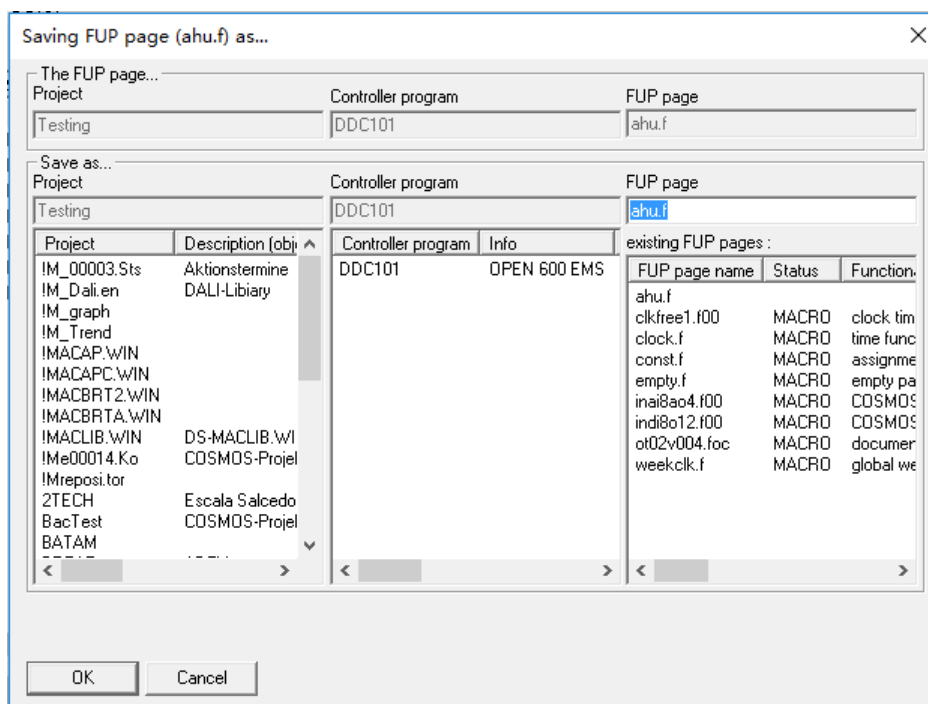 Saving FUP page (ahu.f) as...
The FUP page...
Project Controller program FUP page
Testing DDC101 ahu.f
Save as...
Project Controller program FUP page
Testing DDC101 ahu.f
existing FUP pages :
Project Description (obj
!M_00003.Sts Aktionstermine
!M_Dali.en DALI-Libiary
!M_graph
!M_Trend
!MACAP.WIN
!MACAPC.WIN
!MACBRT2.WIN
!MACBRTA.WIN
!MACLIB.WIN DS-MACLIB.WI
!Me00014.Ko COSMOS-Projel
!Mreposi.tor
2TECH Escala Salcedo
BacTest COSMOS-Projel
BATAM
Controller program Info
DDC101 OPEN 600 EMS
FUP page name Status Function
ahu.f
clkfree1.f00 MACRO clock tim
clock.f MACRO time func
const.f MACRO assignme
empty.f MACRO empty pa
inai8ao4.f00 MACRO COSMOS
indi8o12.f00 MACRO COSMOS
ot02v004.foc MACRO documer
weekclk.f MACRO global we
OK Cancel